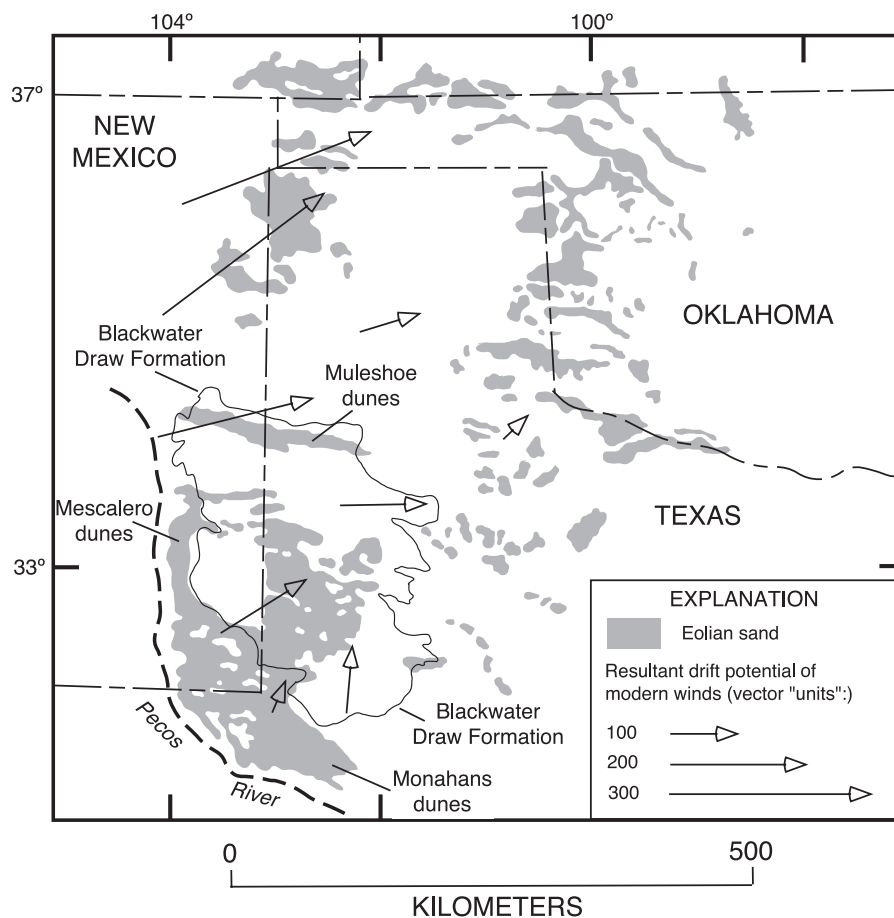 104º
100º
37º
NEW
MEXICO
OKLAHOMA
Blackwater
Draw Formation
Muleshoe
dunes
Mescalero
dunes
TEXAS
33º
EXPLANATION
Eolian sand
Resultant drift potential of
modern winds (vector "units":)
100
200
300
Blackwater
Draw Formation
Pecos
River
Monahans
dunes
0
500
KILOMETERS